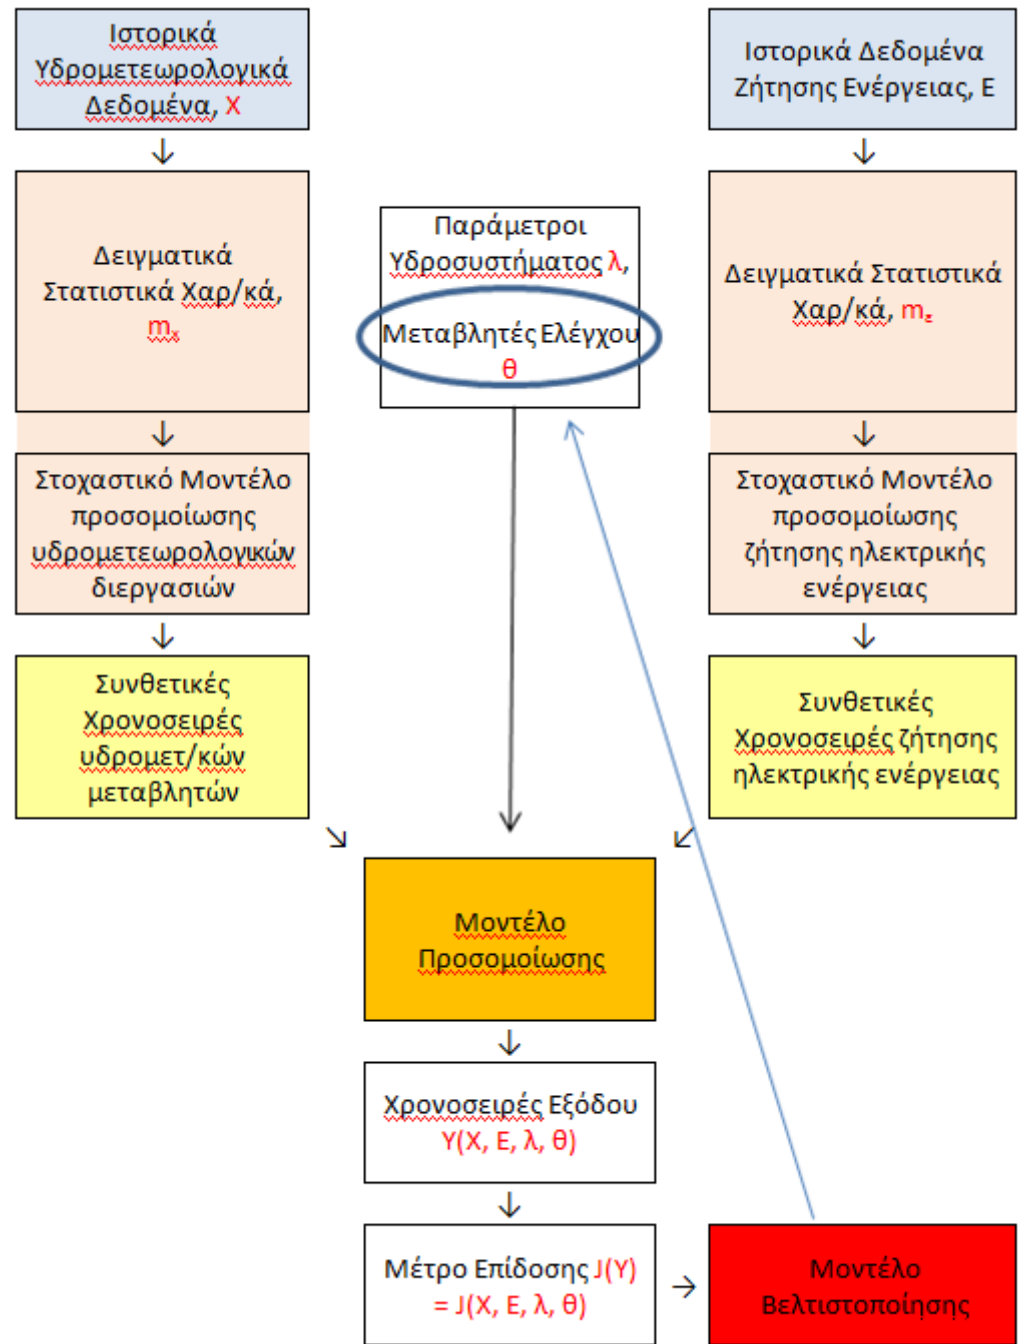 Ιστορικά
Υδρομετεωρολογικά
Δεδομένα, X
↓
Δειγματικά
Στατιστικά Χαρ/κά,
mₓ
↓
Στοχαστικό Μοντέλο
προσομοίωσης
υδρομετεωρολογικών
διεργασιών
↓
Συνθετικές
Χρονοσειρές
υδρομετ/κών
μεταβλητών
↘
Παράμετροι
Υδροσυστήματος λ,
Μεταβλητές Ελέγχου
θ
Ιστορικά Δεδομένα
Ζήτησης Ενέργειας, Ε
↓
Δειγματικά Στατιστικά
Χαρ/κά, mε
↓
Στοχαστικό Μοντέλο
προσομοίωσης
ζήτησης ηλεκτρικής
ενέργειας
↓
Συνθετικές
Χρονοσειρές ζήτησης
ηλεκτρικής ενέργειας
↙
Μοντέλο
Προσομοίωσης
↓
Χρονοσειρές Εξόδου
Y(X, E, λ, θ)
↓
Μέτρο Επίδοσης J(Y)
= J(X, E, λ, θ)
→
Μοντέλο
Βελτιστοποίησης